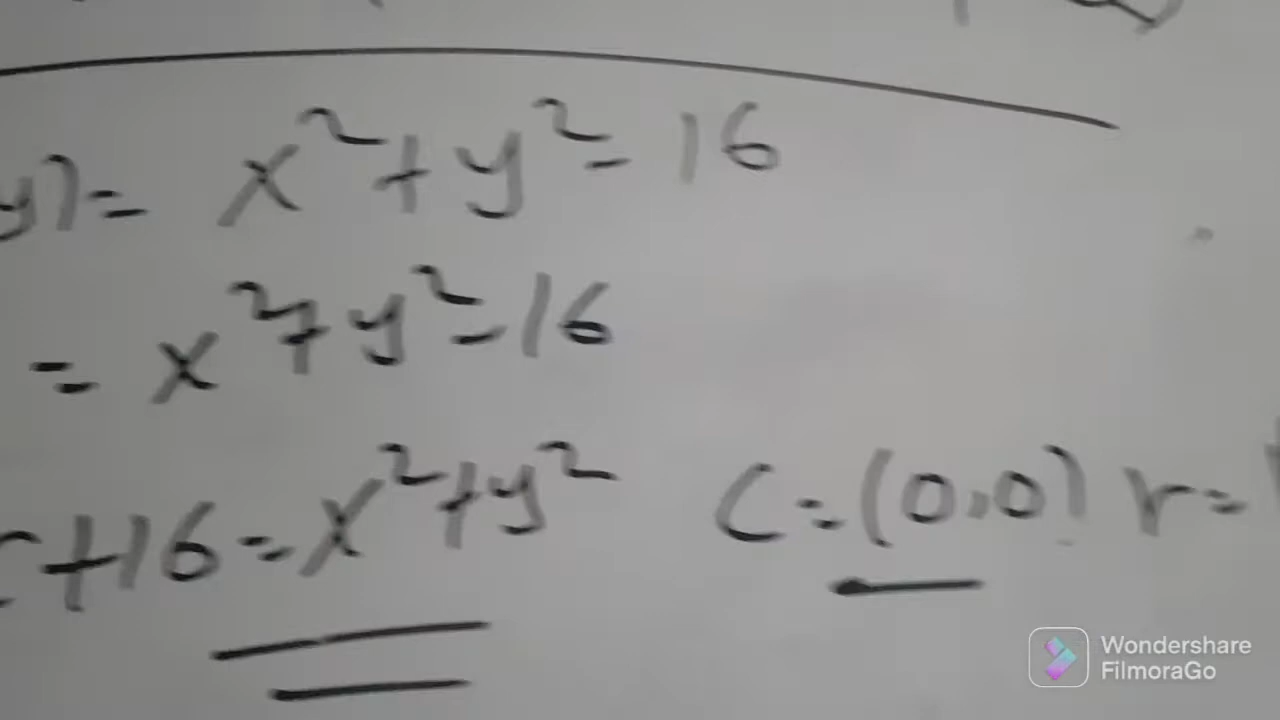 y)= x²+y²=16
= x²+y²=16
+16=x²+y² C=(0,0) r=
Wondershare
FilmoraGo